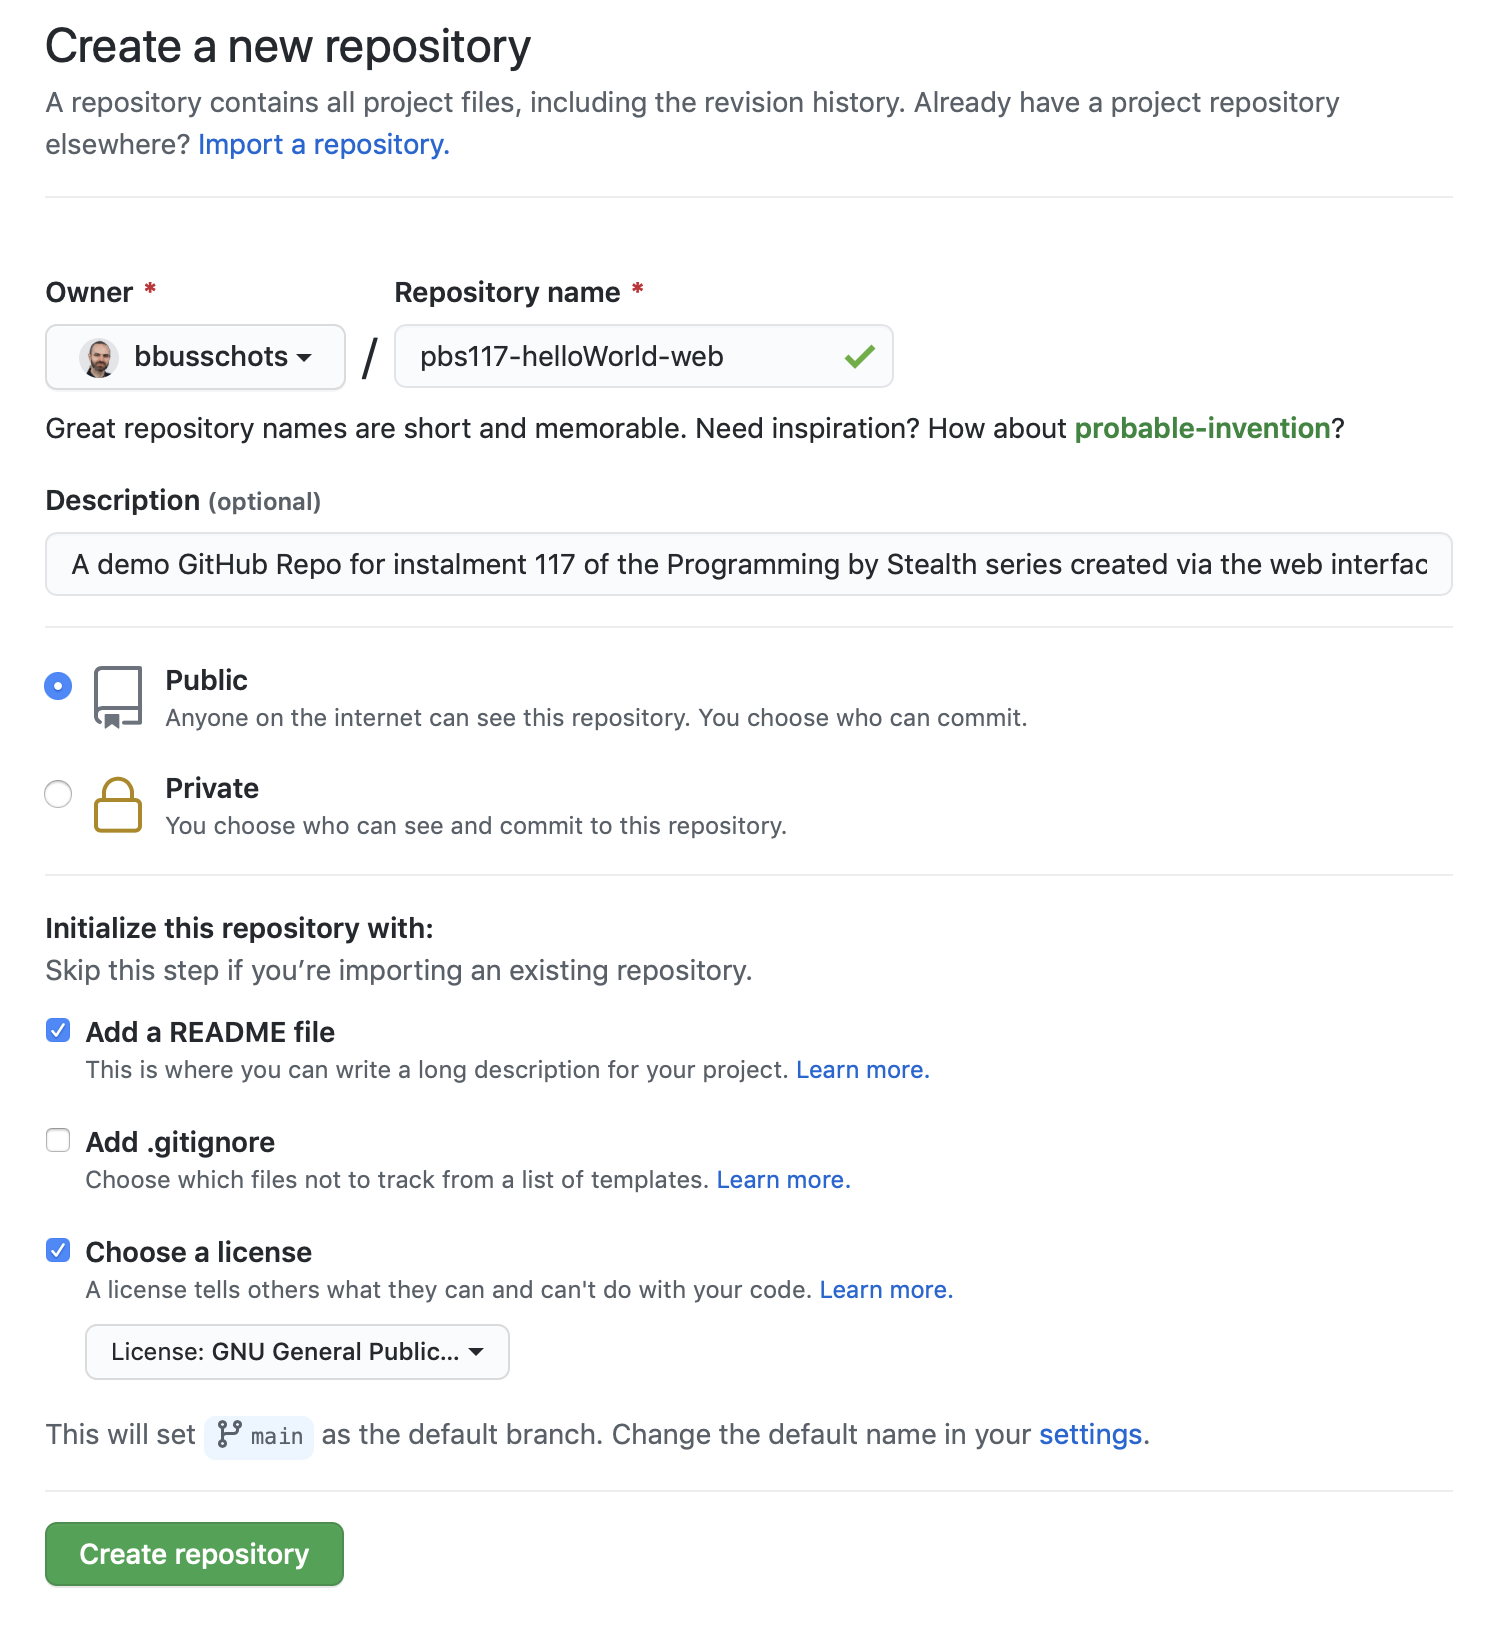 Create a new repository
A repository contains all project files, including the revision history. Already have a project repository
elsewhere? Import a repository.
Owner * Repository name *
bbusschots / pbs117-helloWorld-web
Great repository names are short and memorable. Need inspiration? How about probable-invention?
Description (optional)
A demo GitHub Repo for instalment 117 of the Programming by Stealth series created via the web interfac
Public
Anyone on the internet can see this repository. You choose who can commit.
Private
You choose who can see and commit to this repository.
Initialize this repository with:
Skip this step if you’re importing an existing repository.
Add a README file
This is where you can write a long description for your project. Learn more.
Add .gitignore
Choose which files not to track from a list of templates. Learn more.
Choose a license
A license tells others what they can and can't do with your code. Learn more.
License: GNU General Public...
This will set main as the default branch. Change the default name in your settings.
Create repository